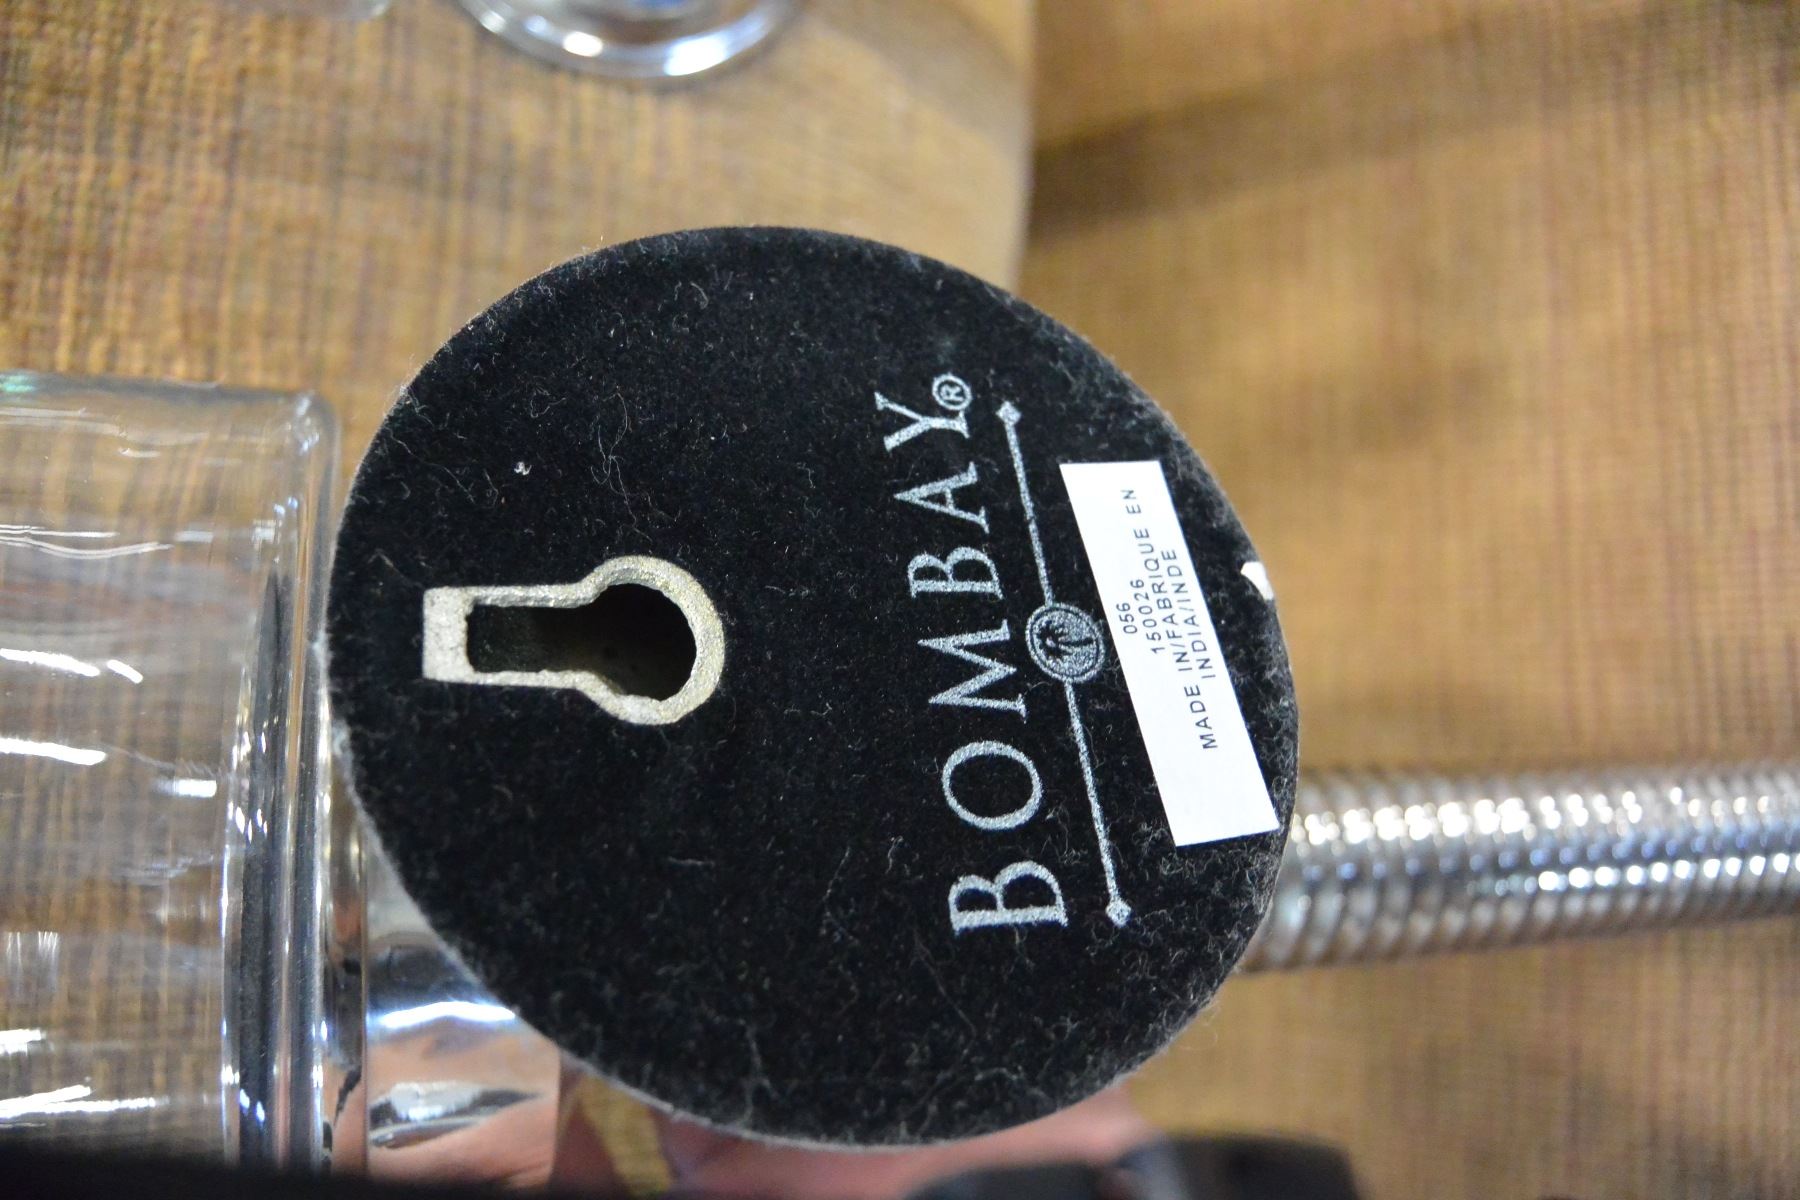 BOMBAY®
056
150026
MADE IN/FABRIQUE EN
INDIA/INDE